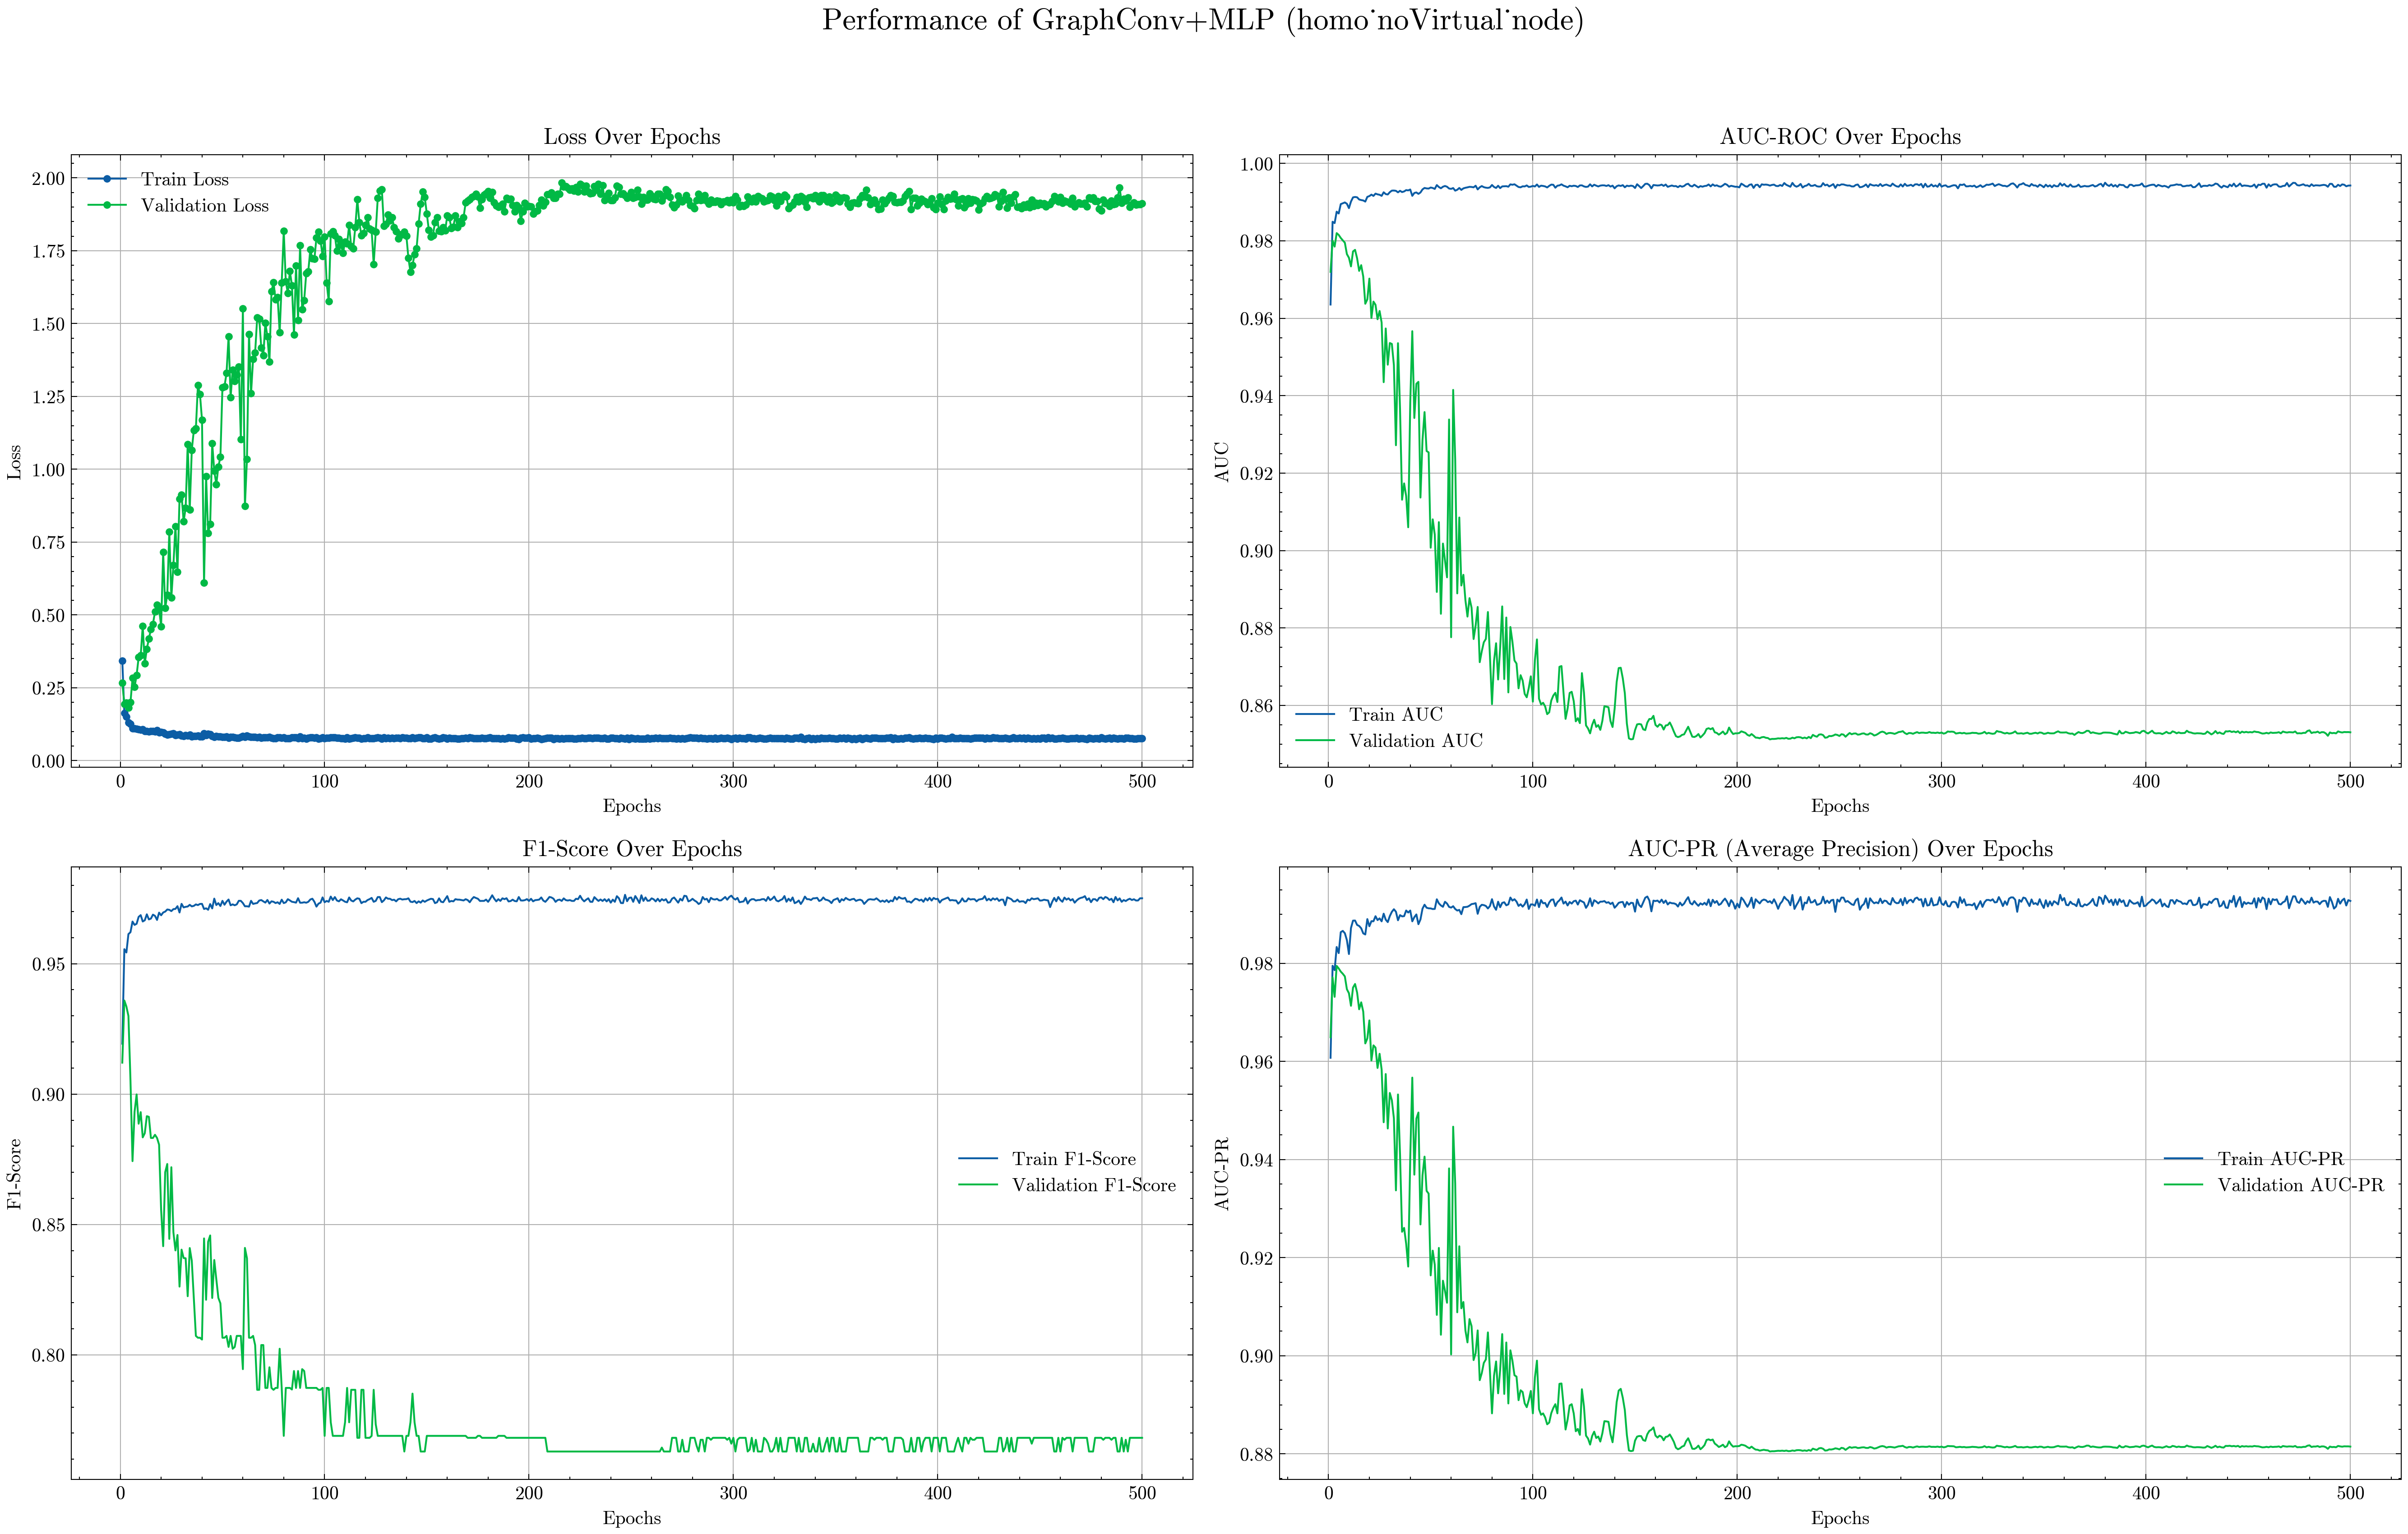 Performance of GraphConv+MLP (homo˙noVirtual˙node)
Loss Over Epochs
Train Loss
Validation Loss
Loss
2.00
1.75
1.50
1.25
1.00
0.75
0.50
0.25
0.00
0 100 200 300 400 500
Epochs
AUC-ROC Over Epochs
AUC
1.00
0.98
0.96
0.94
0.92
0.90
0.88
0.86
Train AUC
Validation AUC
0 100 200 300 400 500
Epochs
F1-Score Over Epochs
F1-Score
0.95
0.90
0.85
0.80
Train F1-Score
Validation F1-Score
0 100 200 300 400 500
Epochs
AUC-PR (Average Precision) Over Epochs
AUC-PR
0.98
0.96
0.94
0.92
0.90
0.88
Train AUC-PR
Validation AUC-PR
0 100 200 300 400 500
Epochs